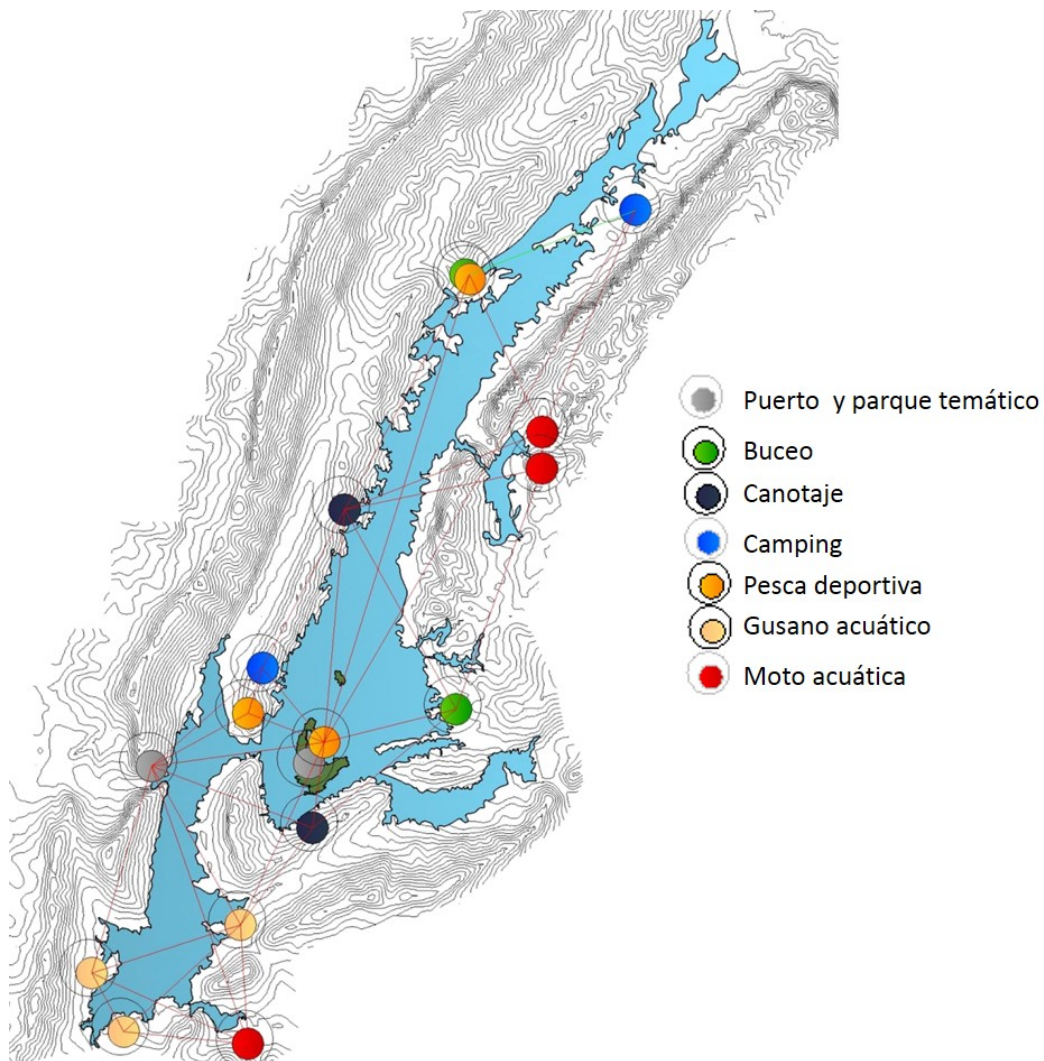 Puerto y parque temático
Buceo
Canotaje
Camping
Pesca deportiva
Gusano acuático
Moto acuática